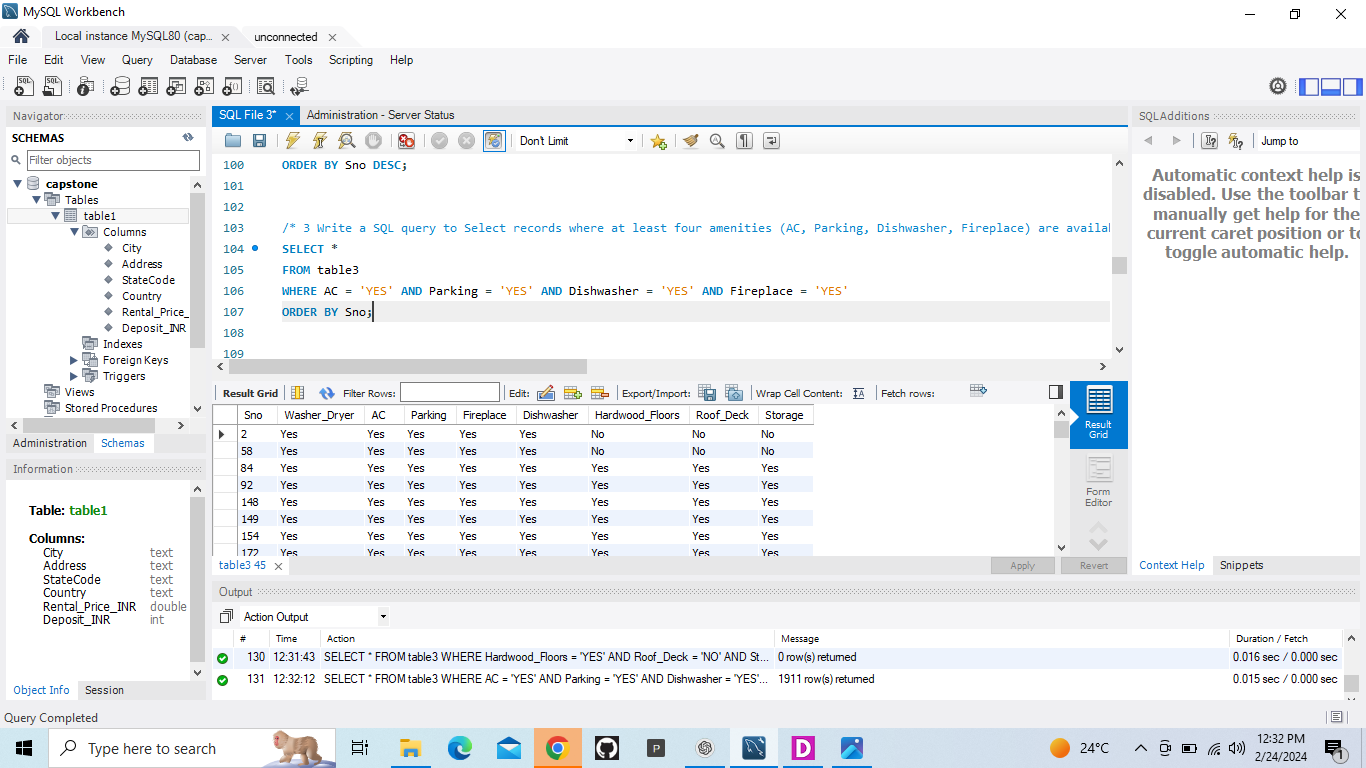 MySQL Workbench
Local instance MySQL80 (cap...
unconnected
File Edit View Query Database Server Tools Scripting Help
Navigator
SCHEMAS
Filter objects
capstone
Tables
table1
Columns
City
Address
StateCode
Country
Rental_Price_
Deposit_INR
Indexes
Foreign Keys
Triggers
Views
Stored Procedures
Administration Schemas
Information
Table: table1
Columns:
City text
Address text
StateCode text
Country text
Rental_Price_INR double
Deposit_INR int
Object Info Session
SQL File 3* Administration - Server Status
Don't Limit
100 ORDER BY Sno DESC;
101
102
103 /* 3 Write a SQL query to Select records where at least four amenities (AC, Parking, Dishwasher, Fireplace) are availab
104 SELECT *
105 FROM table3
106 WHERE AC = 'YES' AND Parking = 'YES' AND Dishwasher = 'YES' AND Fireplace = 'YES'
107 ORDER BY Sno;
108
109
Result Grid Filter Rows: Edit: Export/Import: Wrap Cell Content: Fetch rows:
Sno Washer_Dryer AC Parking Fireplace Dishwasher Hardwood_Floors Roof_Deck Storage
2 Yes Yes Yes Yes Yes No No No
58 Yes Yes Yes Yes Yes No No No
84 Yes Yes Yes Yes Yes Yes Yes Yes
92 Yes Yes Yes Yes Yes Yes Yes Yes
148 Yes Yes Yes Yes Yes Yes Yes Yes
149 Yes Yes Yes Yes Yes Yes Yes Yes
154 Yes Yes Yes Yes Yes Yes Yes Yes
172 Yes Yes Yes Yes Yes Yes Yes Yes
Result
Grid
Form
Editor
table3 45
Apply Revert
SQLAdditions
Jump to
Automatic context help is
disabled. Use the toolbar t
manually get help for the
current caret position or to
toggle automatic help.
Context Help Snippets
Output
Action Output
# Time Action Message Duration / Fetch
130 12:31:43 SELECT * FROM table3 WHERE Hardwood_Floors = 'YES' AND Roof_Deck = 'NO' AND St... 0 row(s) returned 0.016 sec / 0.000 sec
131 12:32:12 SELECT * FROM table3 WHERE AC = 'YES' AND Parking = 'YES' AND Dishwasher = 'YES'... 1911 row(s) returned 0.015 sec / 0.000 sec
Query Completed
Type here to search
P
D
24°C
12:32 PM
2/24/2024
1